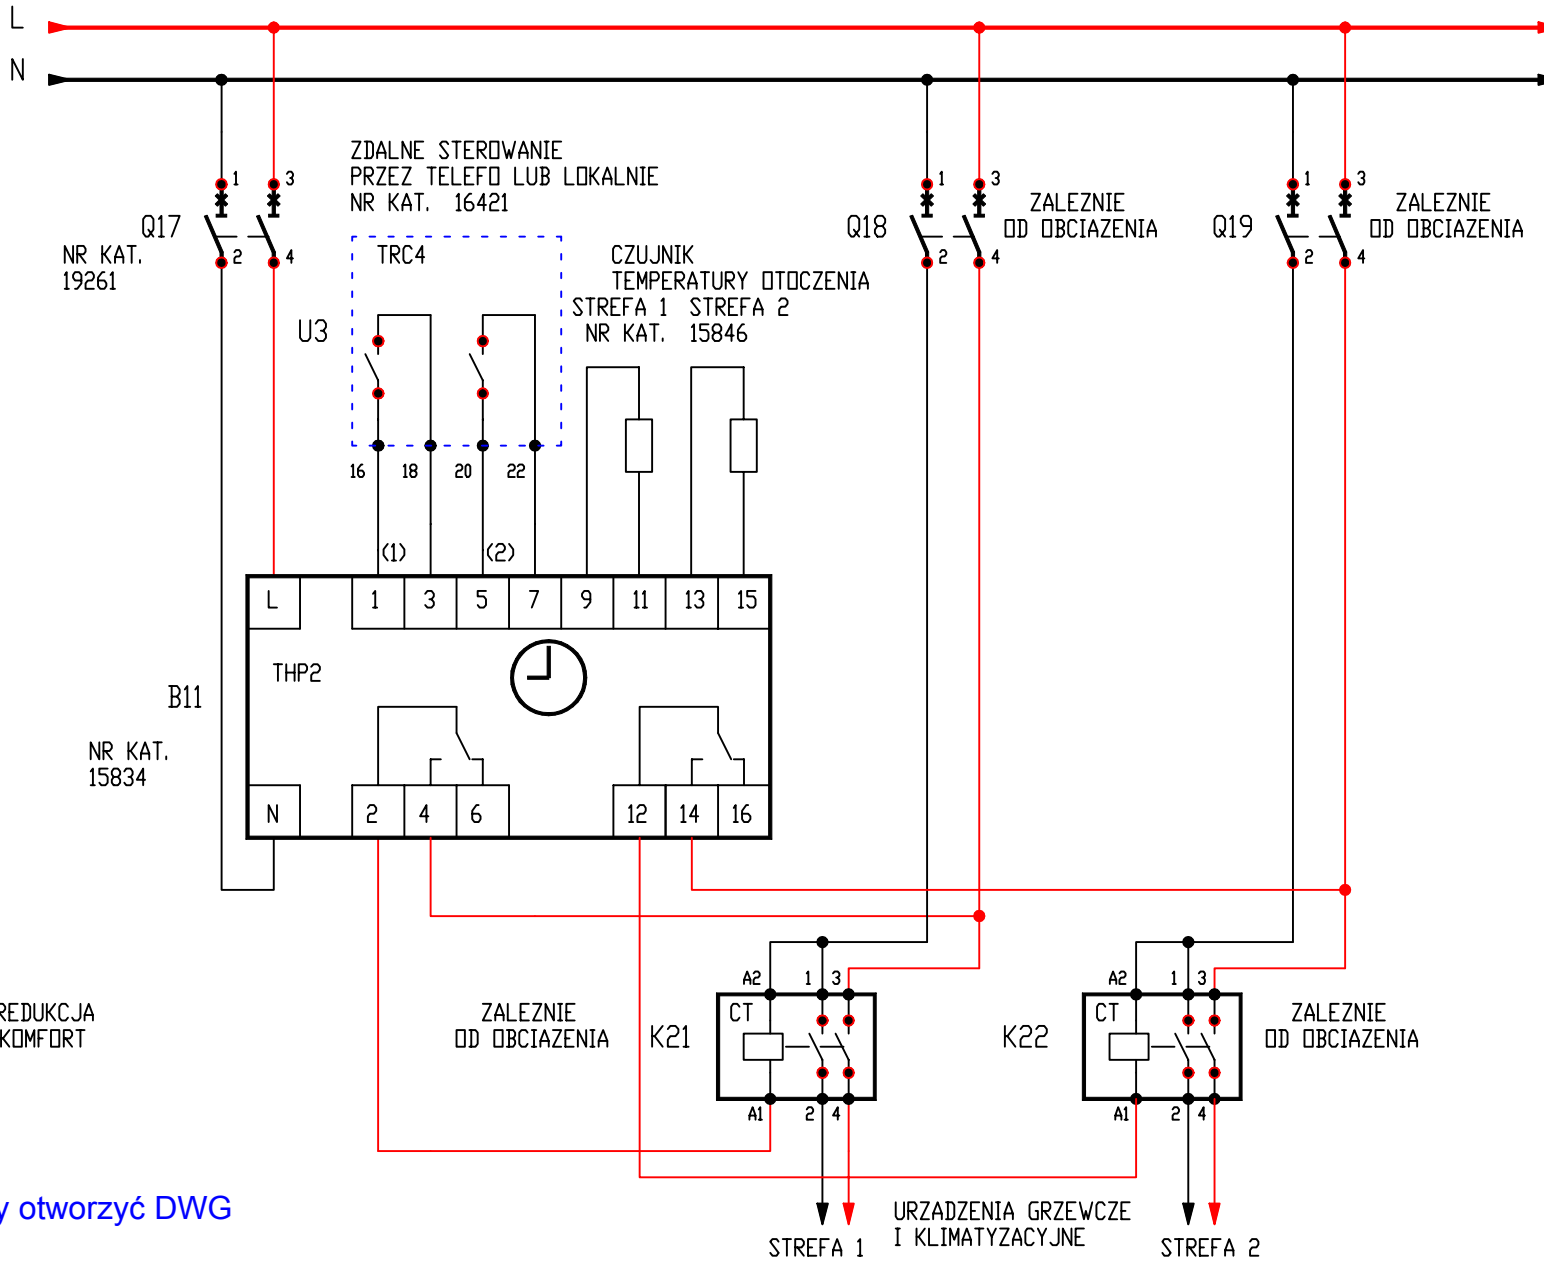 L
N
ZDALNE STEROWANIE
PRZEZ TELEFO LUB LOKALNIE
NR KAT. 16421
1 3
Q17
2 4
NR KAT.
19261
TRC4
U3
CZUJNIK
TEMPERATURY OTOCZENIA
STREFA 1 STREFA 2
NR KAT. 15846
1 3
Q18
2 4
ZALEZNIE
OD OBCIAZENIA
1 3
Q19
2 4
ZALEZNIE
OD OBCIAZENIA
16 18 20 22
(1) (2)
L 1 3 5 7 9 11 13 15
THP2
B11
NR KAT.
15834
N 2 4 6 12 14 16
REDUKCJA
KOMFORT
ZALEZNIE
OD OBCIAZENIA
K21
A2 1 3
CT
A1 2 4
K22
A2 1 3
CT
A1 2 4
ZALEZNIE
OD OBCIAZENIA
y otworzyć DWG
URZADZENIA GRZEWCZE
I KLIMATYZACYJNE
STREFA 1
STREFA 2